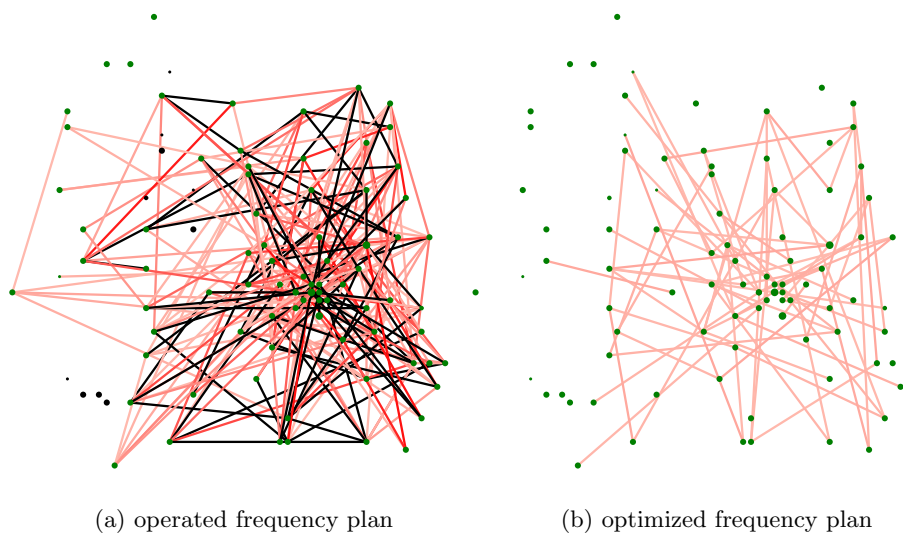 (a) operated frequency plan
(b) optimized frequency plan